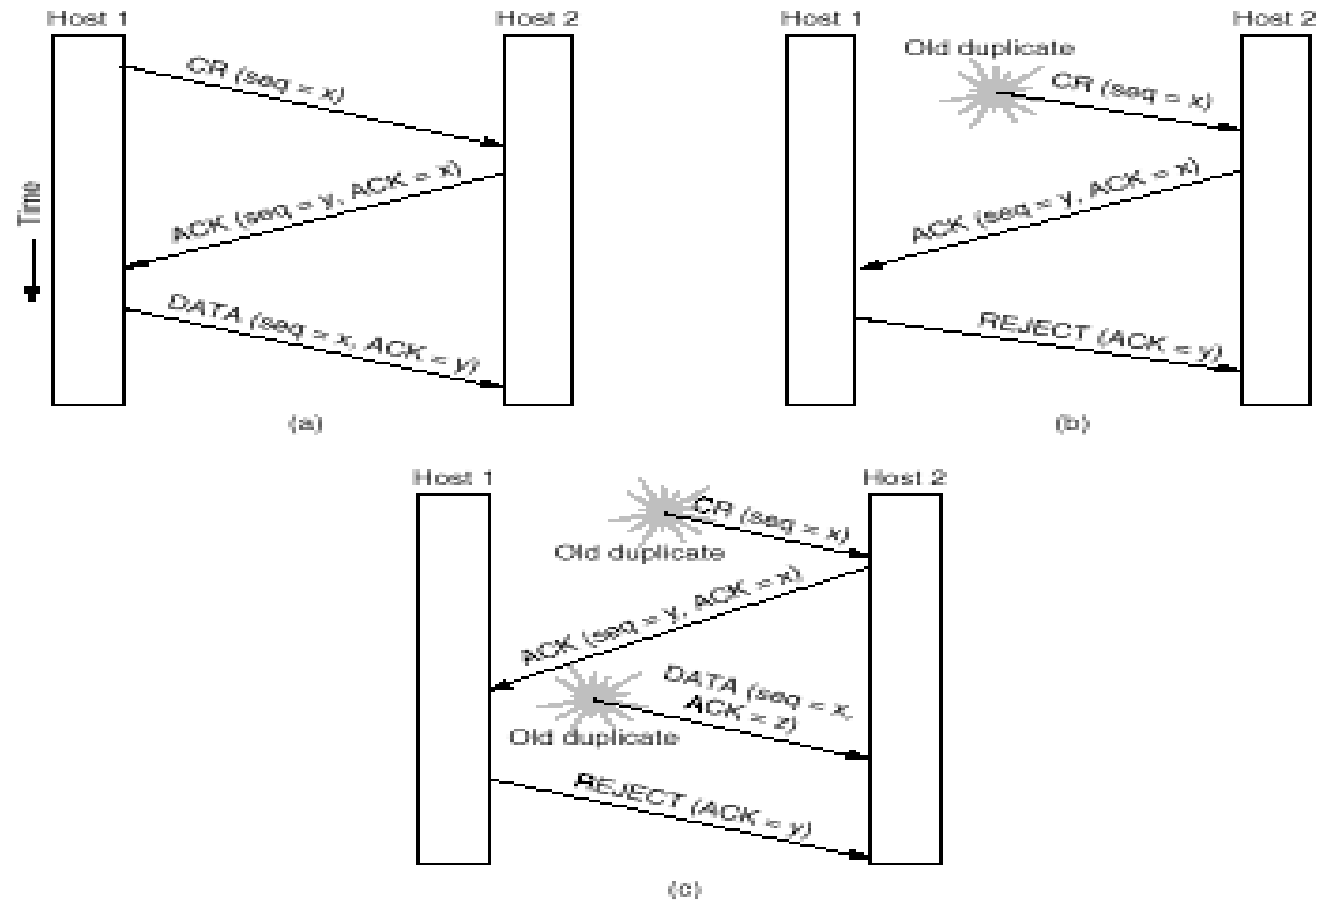 Host 1
Host 2
CR (seq = x)
ACK (seq = y, ACK = x)
DATA (seq = x, ACK = y)
Time
(a)
Host 1
Host 2
Old duplicate
CR (seq = x)
ACK (seq = y, ACK = x)
REJECT (ACK = y)
(b)
Host 1
Host 2
CR (seq = x)
Old duplicate
ACK (seq = y, ACK = x)
DATA (seq = x,
ACK = z)
Old duplicate
REJECT (ACK = y)
(c)